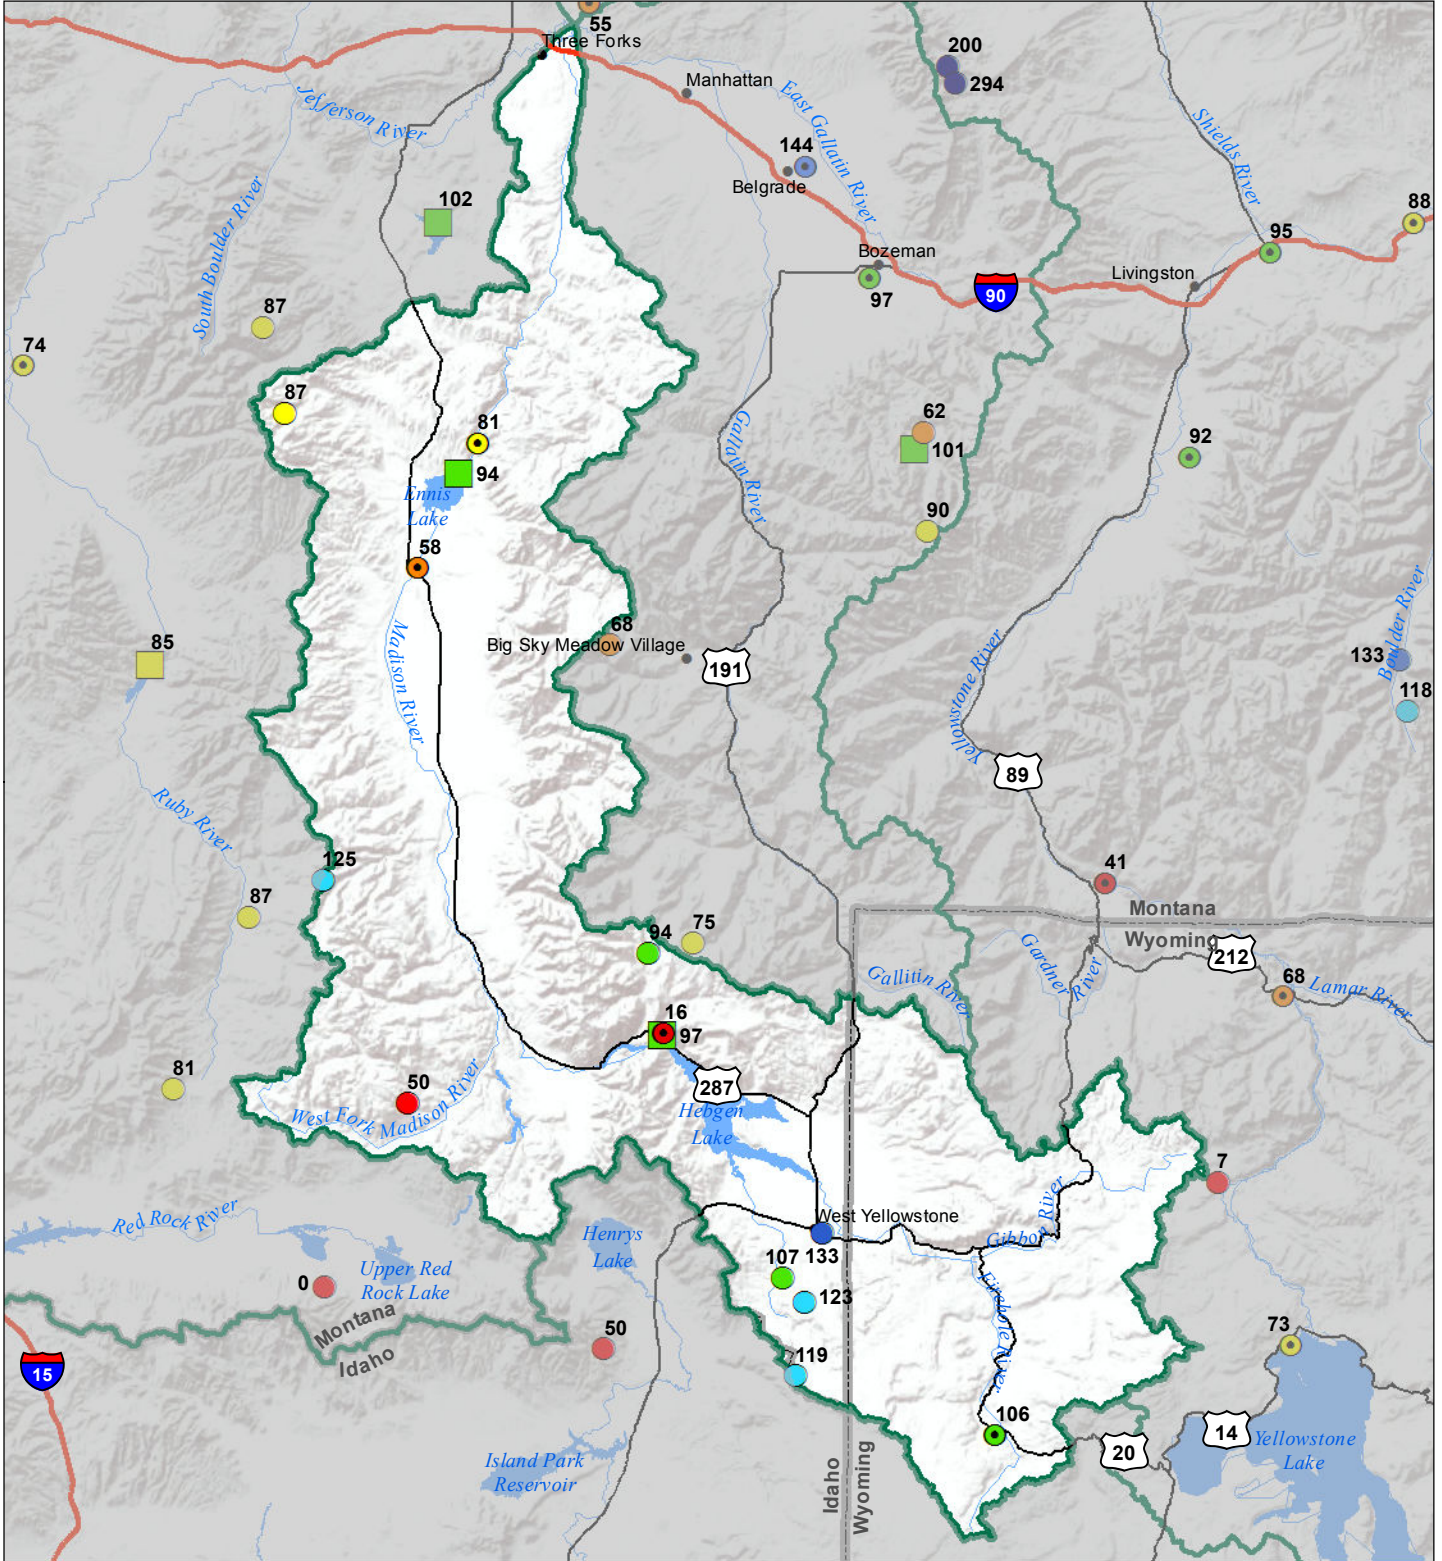 55
Three Forks
200
294
Manhattan
Jefferson River
East Gallatin River
Shields River
144
Belgrade
88
102
South Boulder River
95
Bozeman
97
90
Livingston
87
74
87
81
94
Ennis
Lake
Gallatin River
62
101
92
90
58
Madison River
68
Big Sky Meadow Village
191
85
Yellowstone River
Boulder River
133
118
89
Ruby River
125
87
41
Montana
Wyoming
94
75
212
Gallitin River
Gardner
River
68
Lamar River
16
97
81
50
West Fork Madison River
287
Hebgen
Lake
7
Red Rock River
Henrys
Lake
West Yellowstone
133
Gibbon River
107
123
Firehole River
0
Upper Red
Rock Lake
Montana
Idaho
50
119
73
15
106
20
14
Yellowstone
Lake
Island Park
Reservoir
Idaho
Wyoming